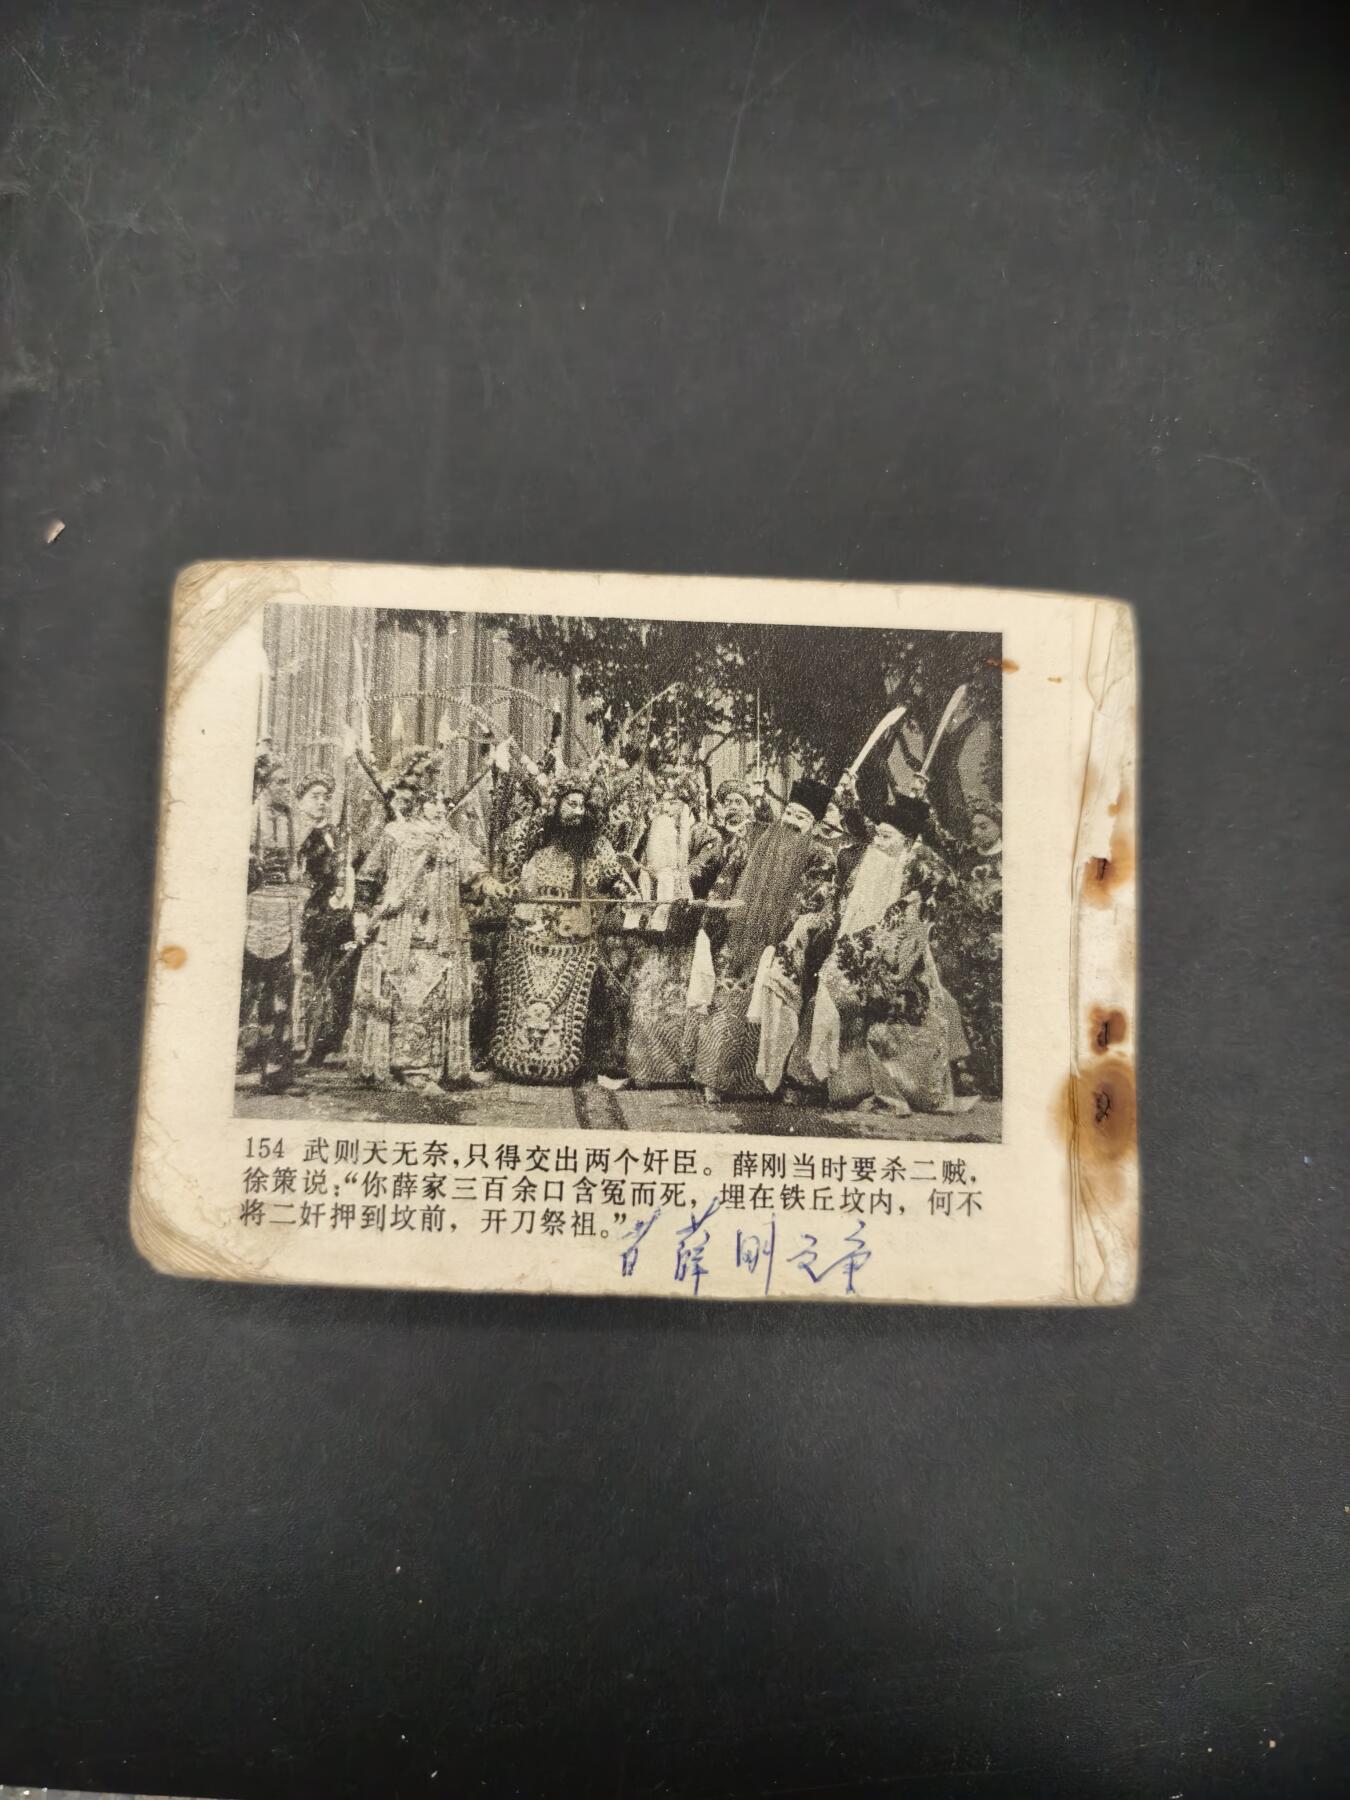 154 武则天无奈，只得交出两个奸臣。薛刚当时要杀二贼，
徐策说：“你薛家三百余口含冤而死，埋在铁丘坟内，何不
将二奸押到坟前，开刀祭祖。”
薛刚